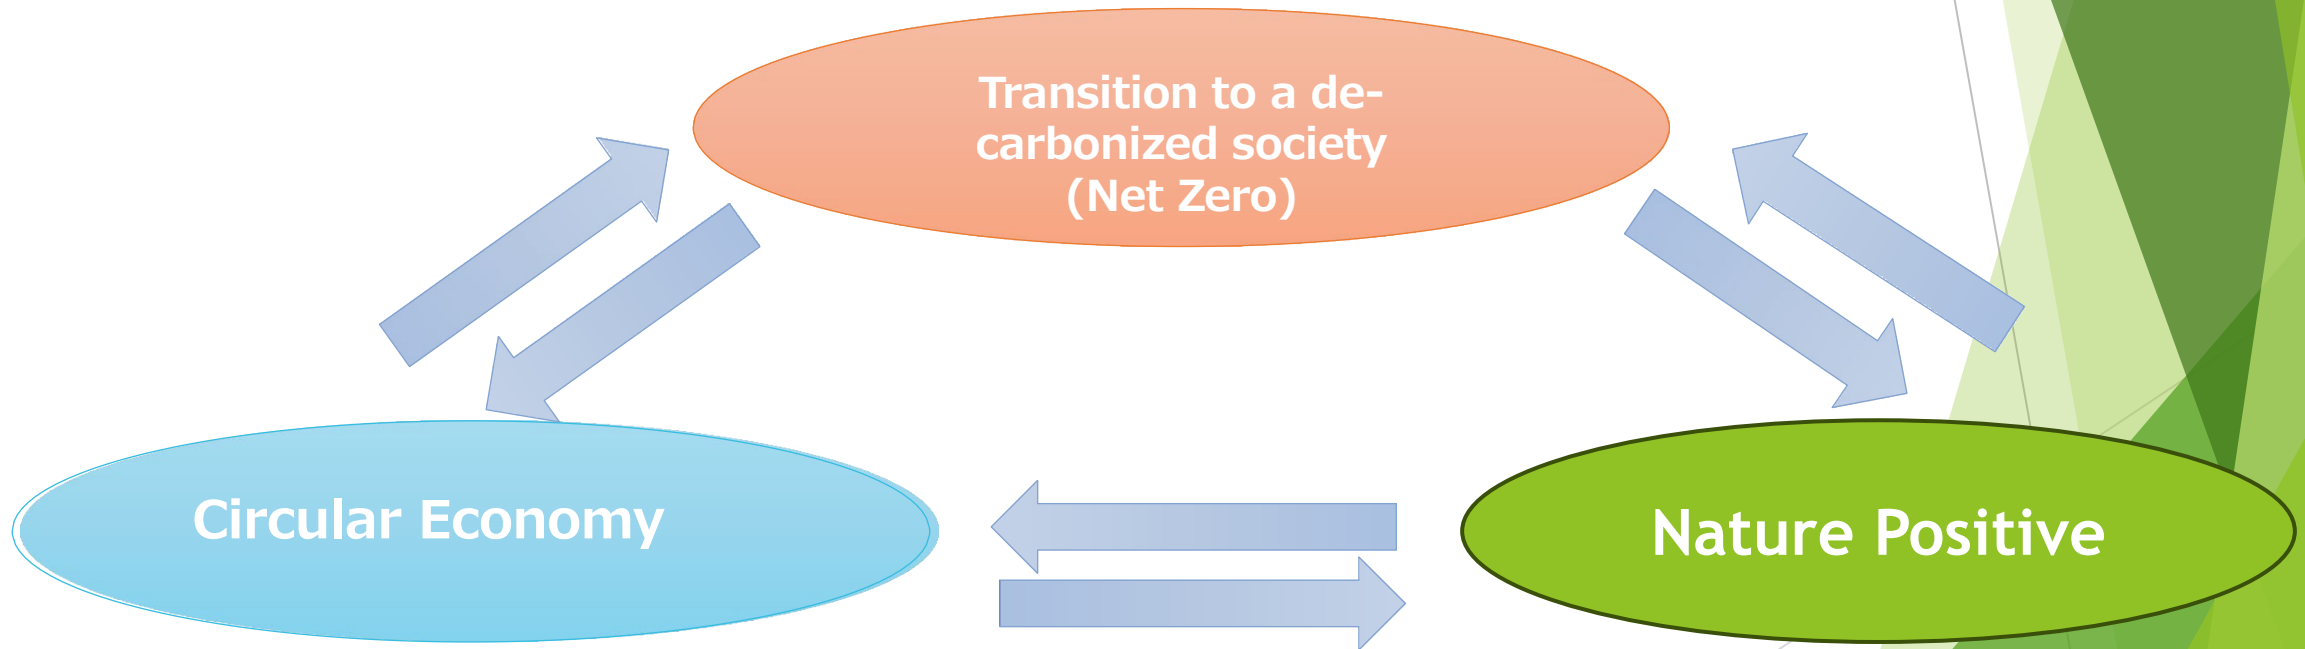 Transition to a de-
carbonized society
(Net Zero)
Circular Economy
Nature Positive